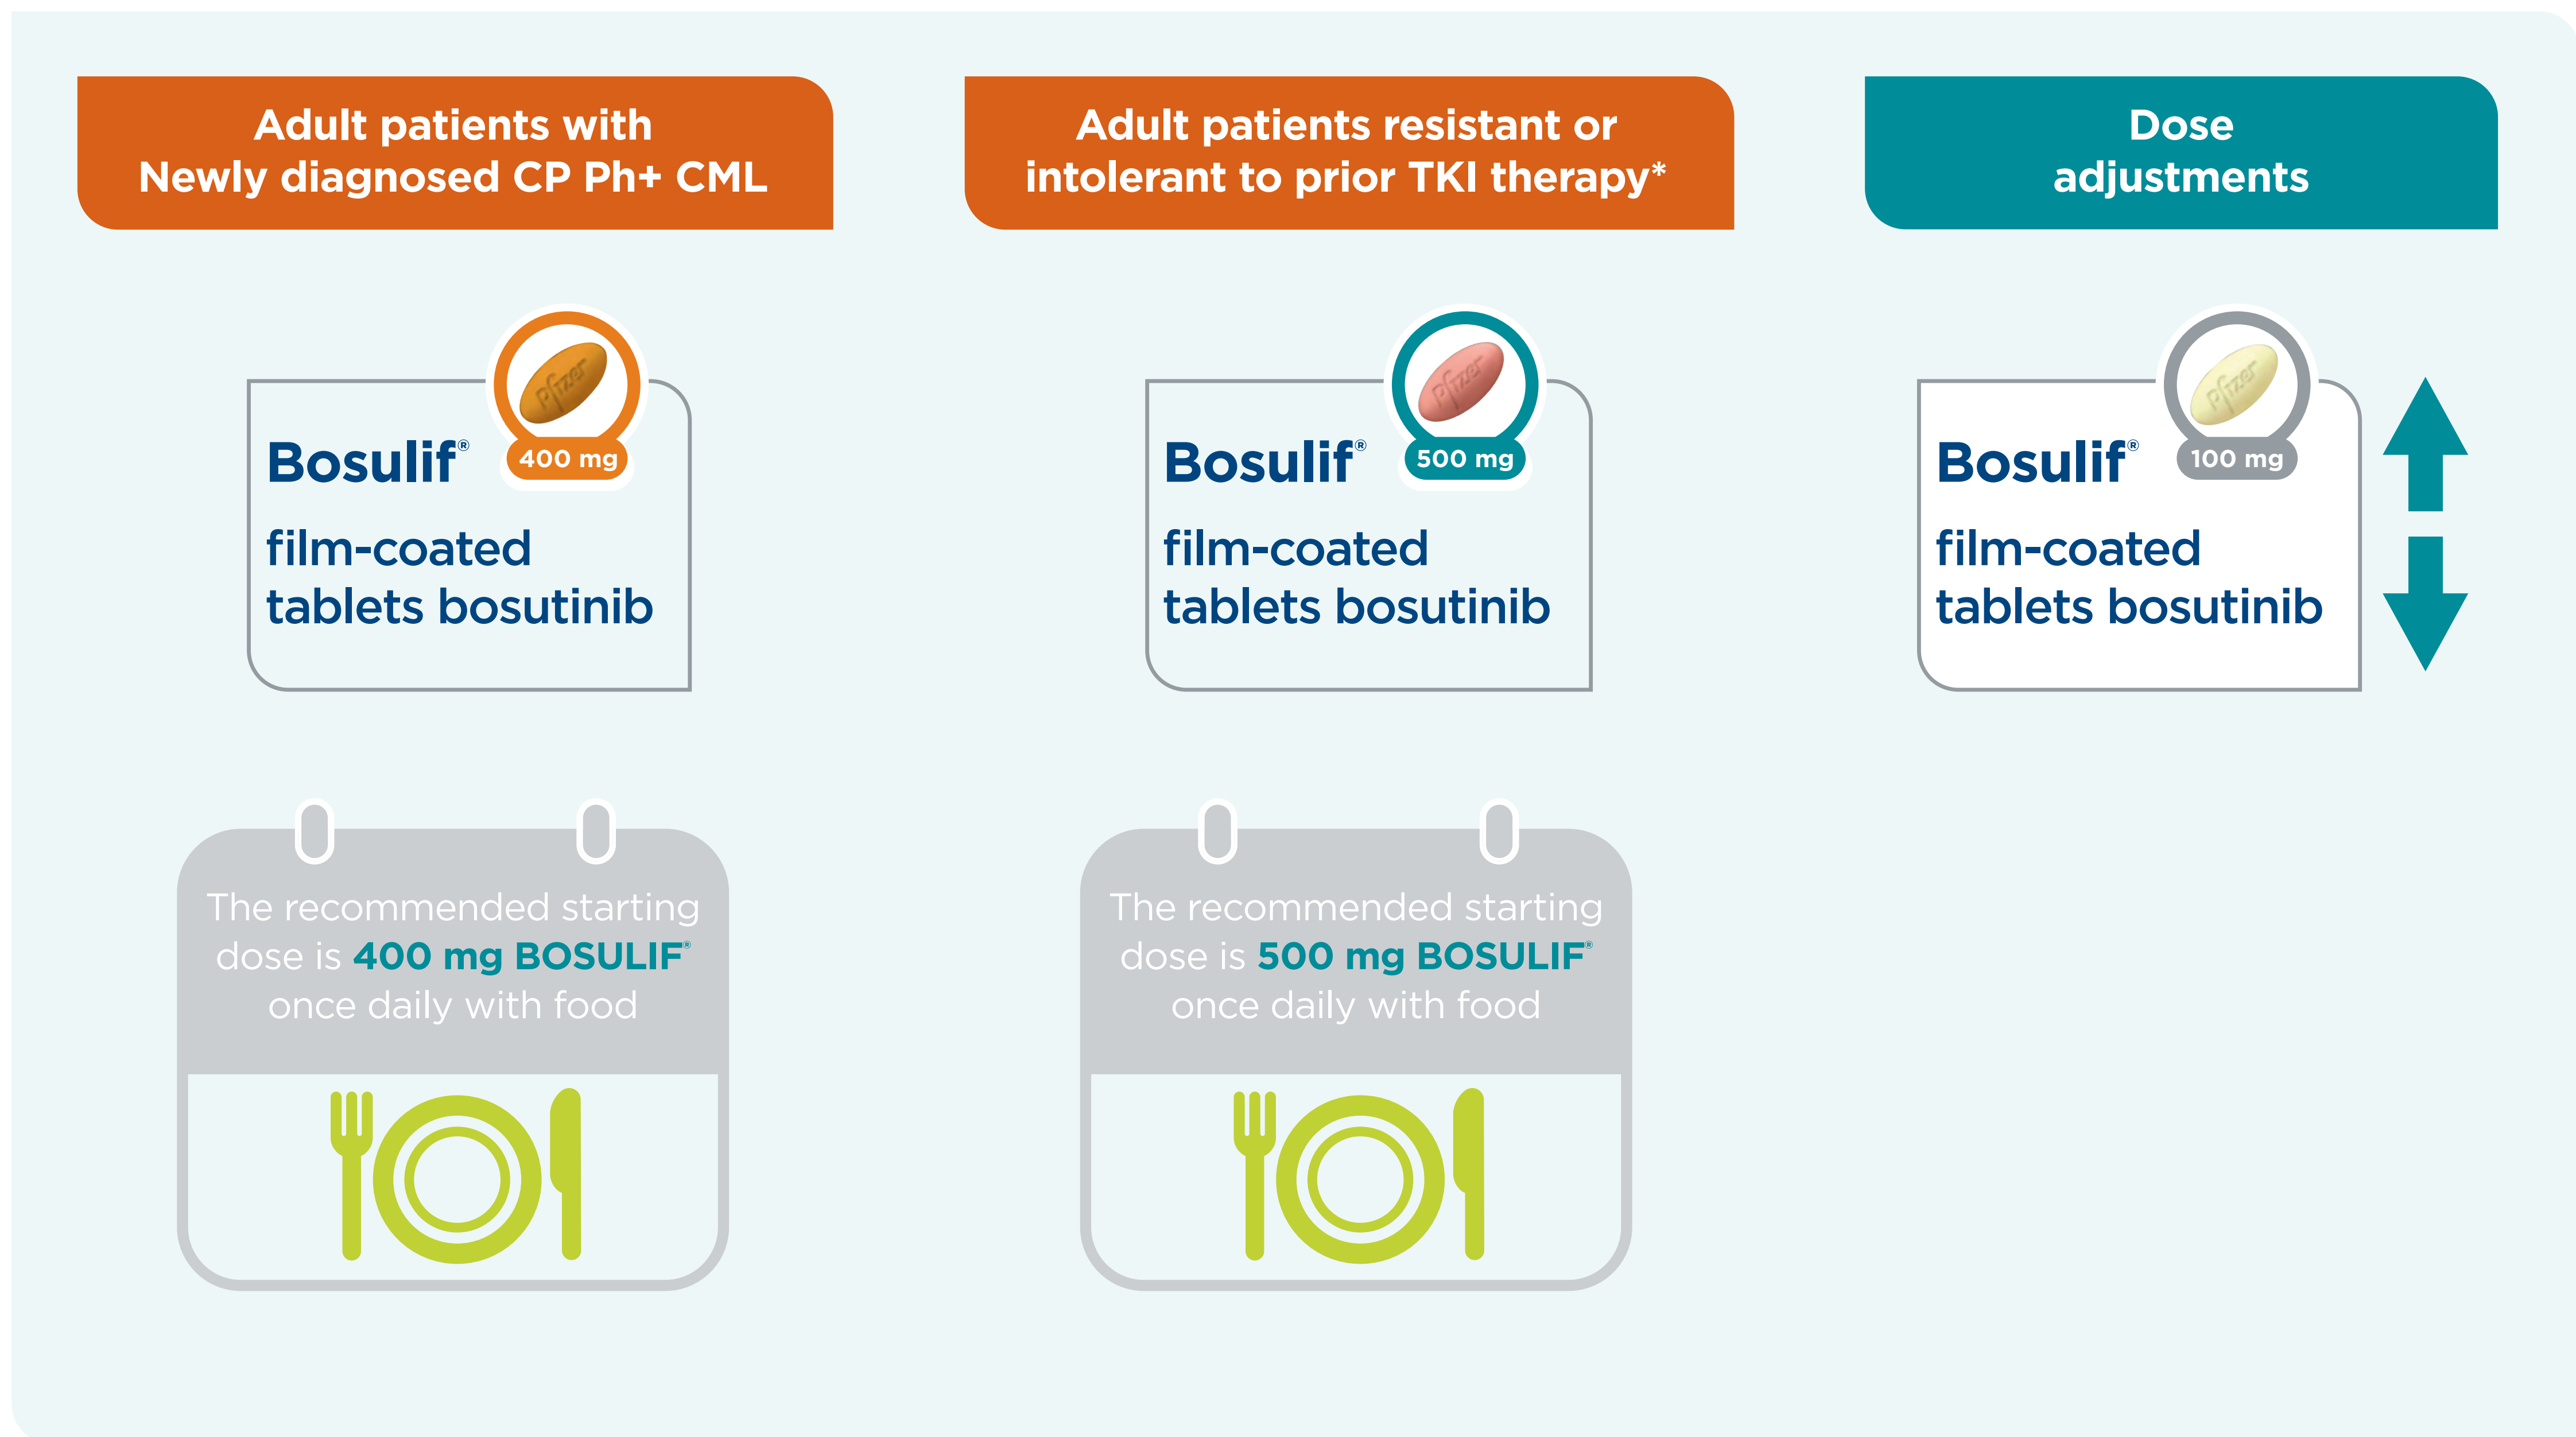 Adult patients with
Newly diagnosed CP Ph+ CML
Pfizer
400 mg
Bosulif®
film-coated
tablets bosutinib
The recommended starting
dose is 400 mg BOSULIF®
once daily with food
Adult patients resistant or
intolerant to prior TKI therapy*
Pfizer
500 mg
Bosulif®
film-coated
tablets bosutinib
The recommended starting
dose is 500 mg BOSULIF®
once daily with food
Dose
adjustments
Pfizer
100 mg
Bosulif®
film-coated
tablets bosutinib